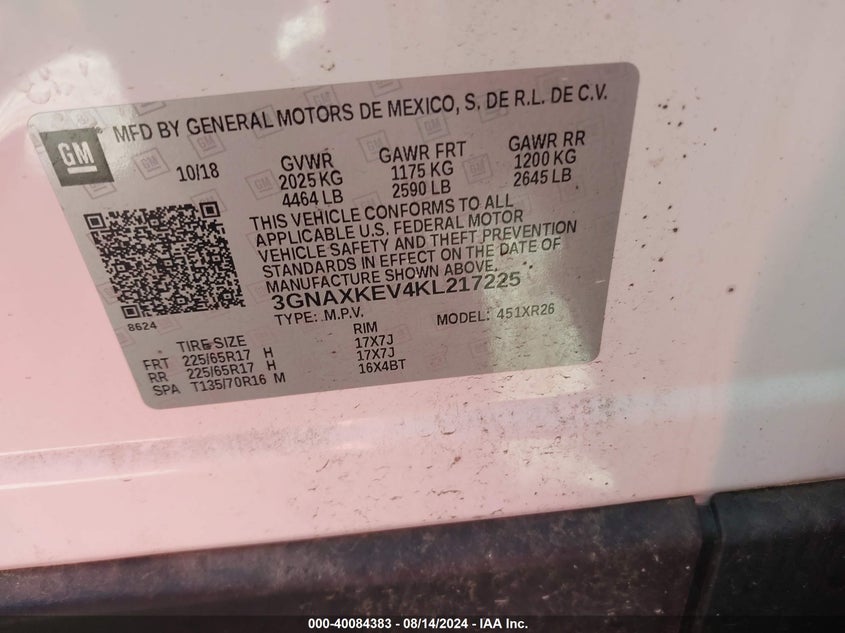 MFD BY GENERAL MOTORS DE MEXICO, S. DE R.L. DE C.V.
GM
10/18 GVWR GAWR FRT GAWR RR
2025 KG 1175 KG 1200 KG
4464 LB 2590 LB 2645 LB
THIS VEHICLE CONFORMS TO ALL
APPLICABLE U.S. FEDERAL MOTOR
VEHICLE SAFETY AND THEFT PREVENTION
STANDARDS IN EFFECT ON THE DATE OF
MANUFACTURE SHOWN ABOVE.
3GNAXKEV4KL217225
8624
TYPE: M.P.V. MODEL: 451XR26
TIRE SIZE RIM
FRT 225/65R17 H 17X7J
RR 225/65R17 H 17X7J
SPA T135/70R16 M 16X4BT
000-40084383 - 08/14/2024 - IAA Inc.